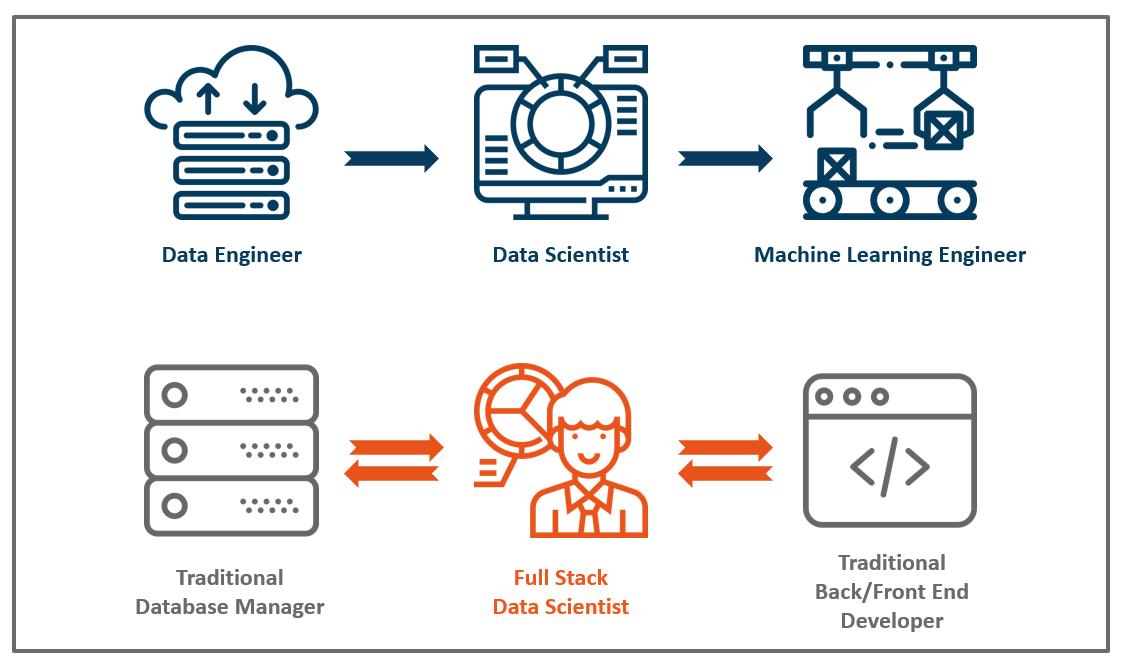 Data Engineer
Data Scientist
Machine Learning Engineer
</>
Traditional
Database Manager
Full Stack
Data Scientist
Traditional
Back/Front End
Developer